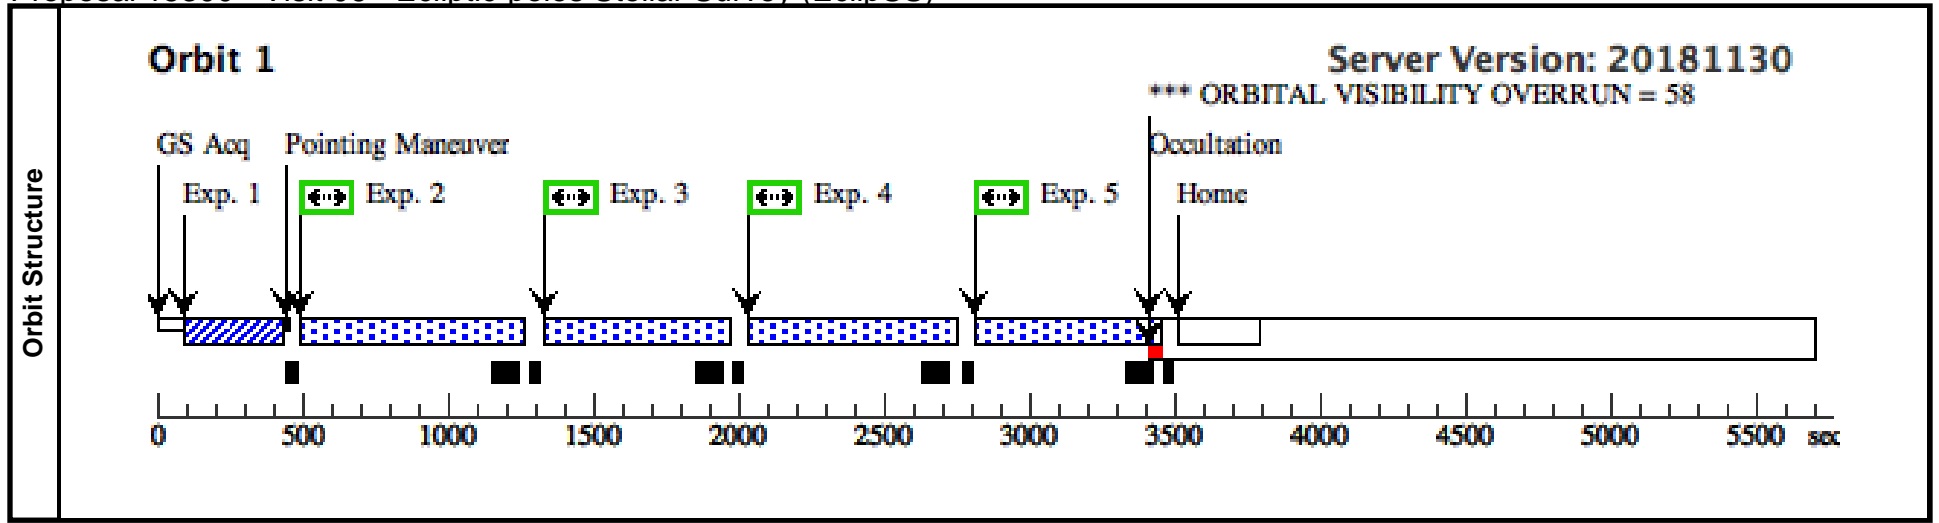 Orbit 1
Server Version: 20181130
*** ORBITAL VISIBILITY OVERRUN = 58
GS Acq
Pointing Maneuver
Occultation
Exp. 1
Exp. 2
Exp. 3
Exp. 4
Exp. 5
Home
Orbit Structure
0 500 1000 1500 2000 2500 3000 3500 4000 4500 5000 5500 sec